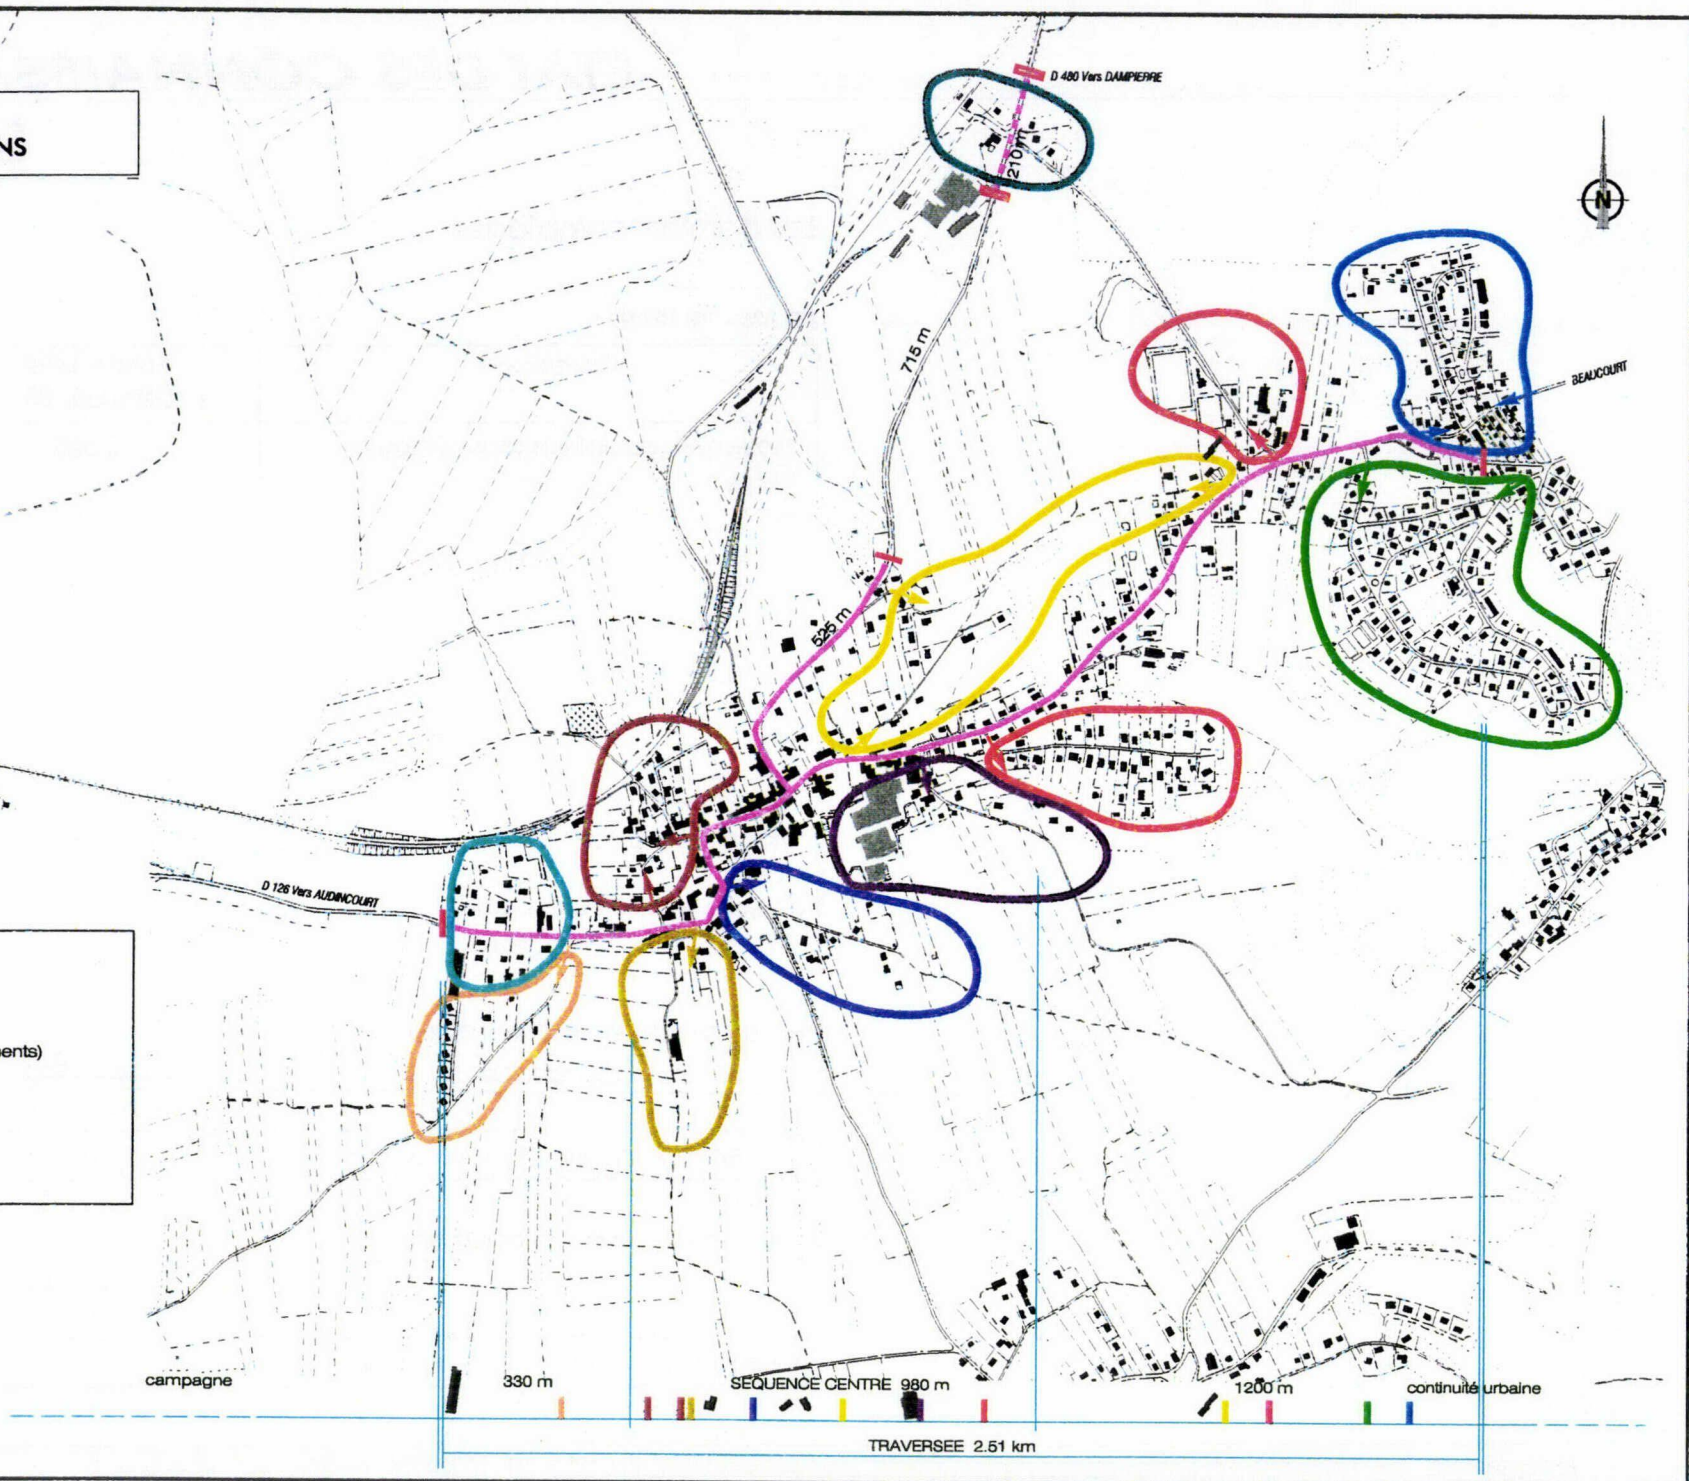 NS
D 480 Vers DAMPIERRE
210m
N
715 m
BEAUCOURT
525 m
D 126 Vers AUDINCOURT
ents)
campagne
330 m
SEQUENCE CENTRE 980 m
1200 m
continuité urbaine
TRAVERSEE 2.51 km